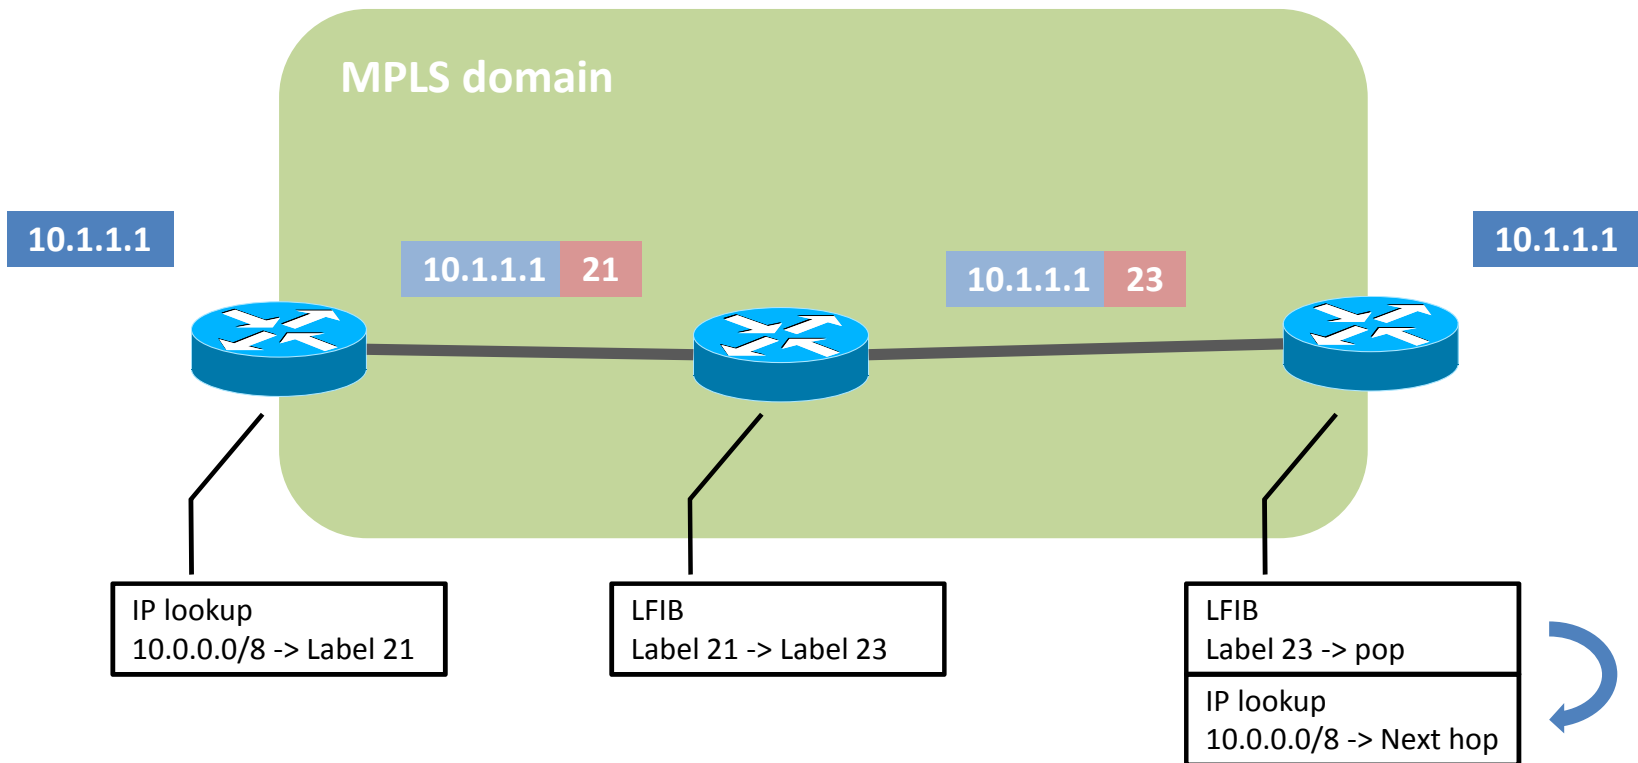 MPLS domain
10.1.1.1
10.1.1.1 21
10.1.1.1 23
10.1.1.1
IP lookup
10.0.0.0/8 -> Label 21
LFIB
Label 21 -> Label 23
LFIB
Label 23 -> pop
IP lookup
10.0.0.0/8 -> Next hop